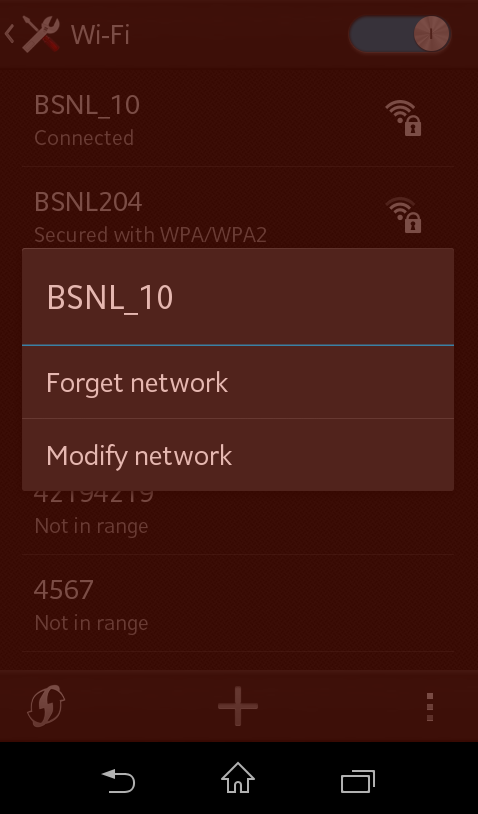 Wi-Fi
BSNL_10
Connected
BSNL204
Secured with WPA/WPA2
BSNL_10
Forget network
Modify network
42194219
Not in range
4567
Not in range